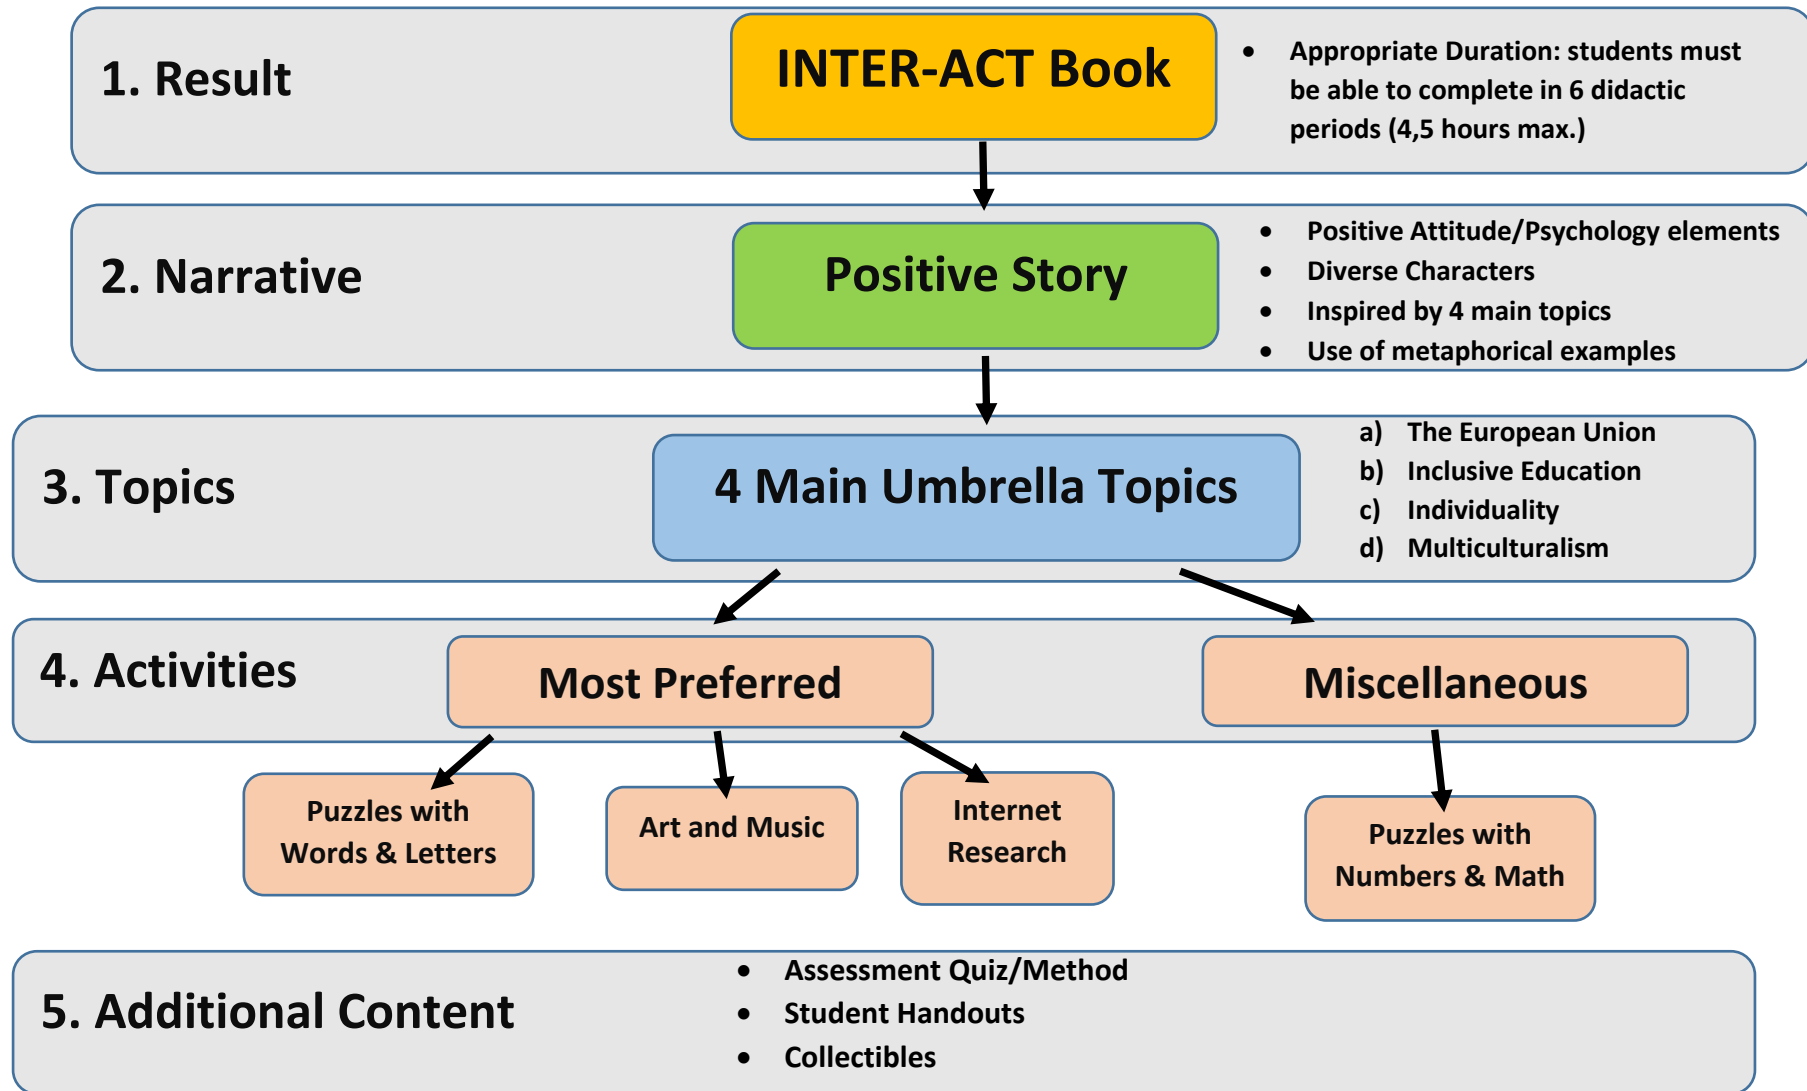 1. Result
INTER-ACT Book
• Appropriate Duration: students must
be able to complete in 6 didactic
periods (4,5 hours max.)
2. Narrative
Positive Story
• Positive Attitude/Psychology elements
• Diverse Characters
• Inspired by 4 main topics
• Use of metaphorical examples
3. Topics
4 Main Umbrella Topics
a) The European Union
b) Inclusive Education
c) Individuality
d) Multiculturalism
4. Activities
Most Preferred
Miscellaneous
Puzzles with
Words & Letters
Art and Music
Internet
Research
Puzzles with
Numbers & Math
5. Additional Content
• Assessment Quiz/Method
• Student Handouts
• Collectibles